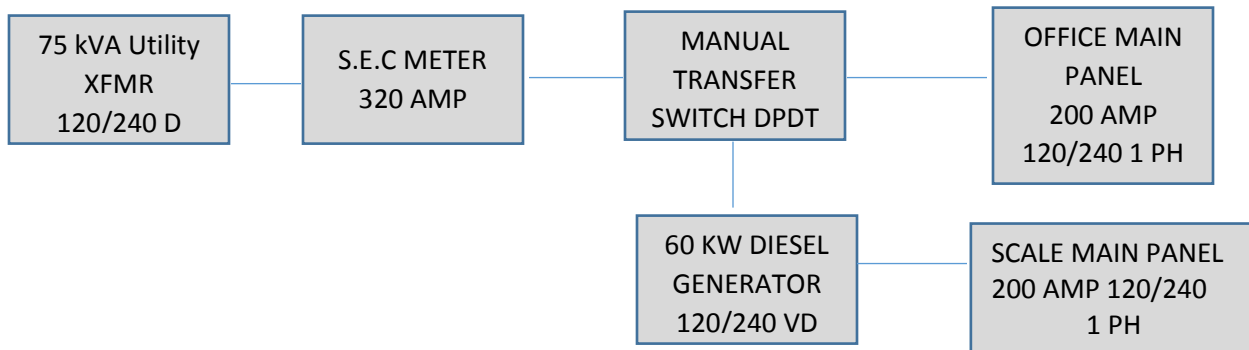 75 kVA Utility
XFMR
120/240 D
S.E.C METER
320 AMP
MANUAL
TRANSFER
SWITCH DPDT
OFFICE MAIN
PANEL
200 AMP
120/240 1 PH
60 KW DIESEL
GENERATOR
120/240 VD
SCALE MAIN PANEL
200 AMP 120/240
1 PH